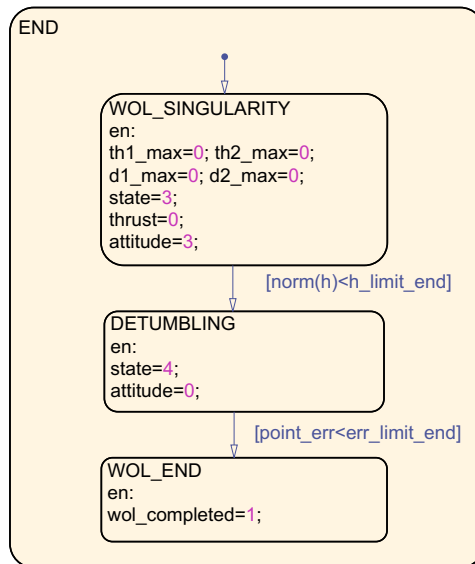 END
WOL_SINGULARITY
en:
th1_max=0; th2_max=0;
d1_max=0; d2_max=0;
state=3;
thrust=0;
attitude=3;
[norm(h)<h_limit_end]
DETUMBLING
en:
state=4;
attitude=0;
[point_err<err_limit_end]
WOL_END
en:
wol_completed=1;